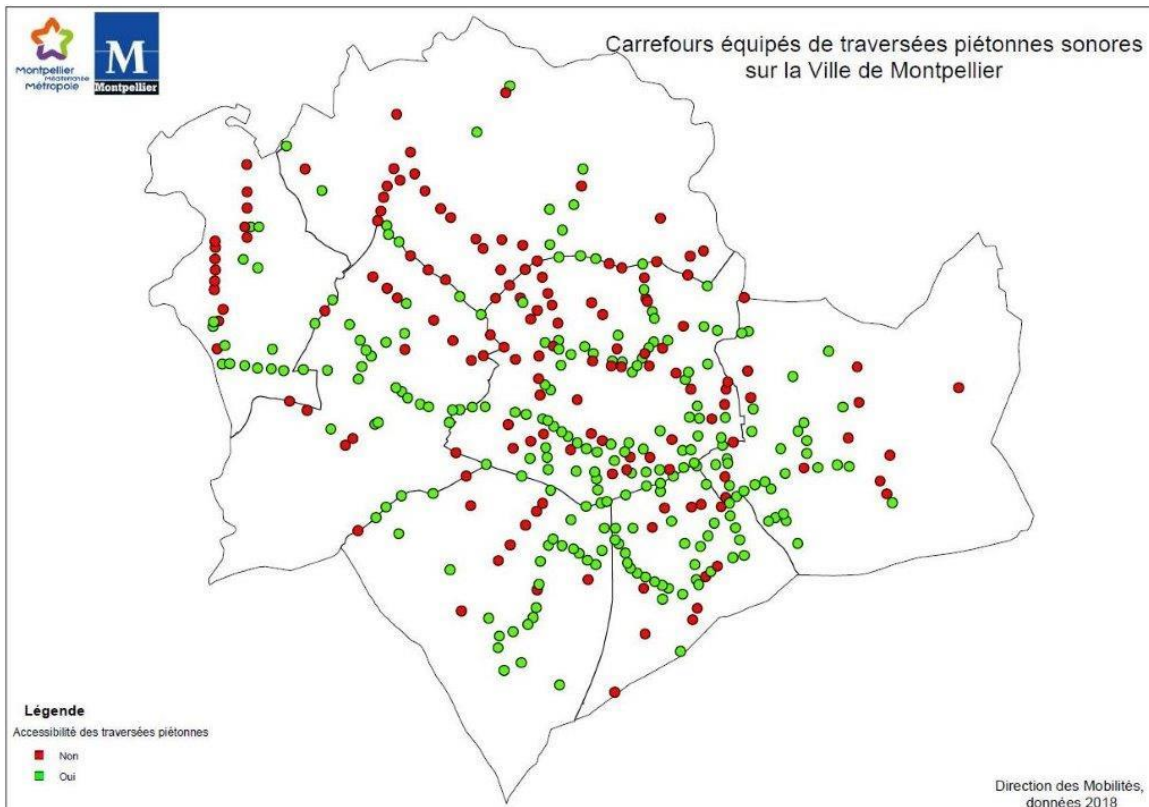 Montpellier
Méditerranée
Métropole
M
Montpellier
Carrefours équipés de traversées piétonnes sonores
sur la Ville de Montpellier
Légende
Accessibilité des traversées piétonnes
Non
Oui
Direction des Mobilités,
données 2018